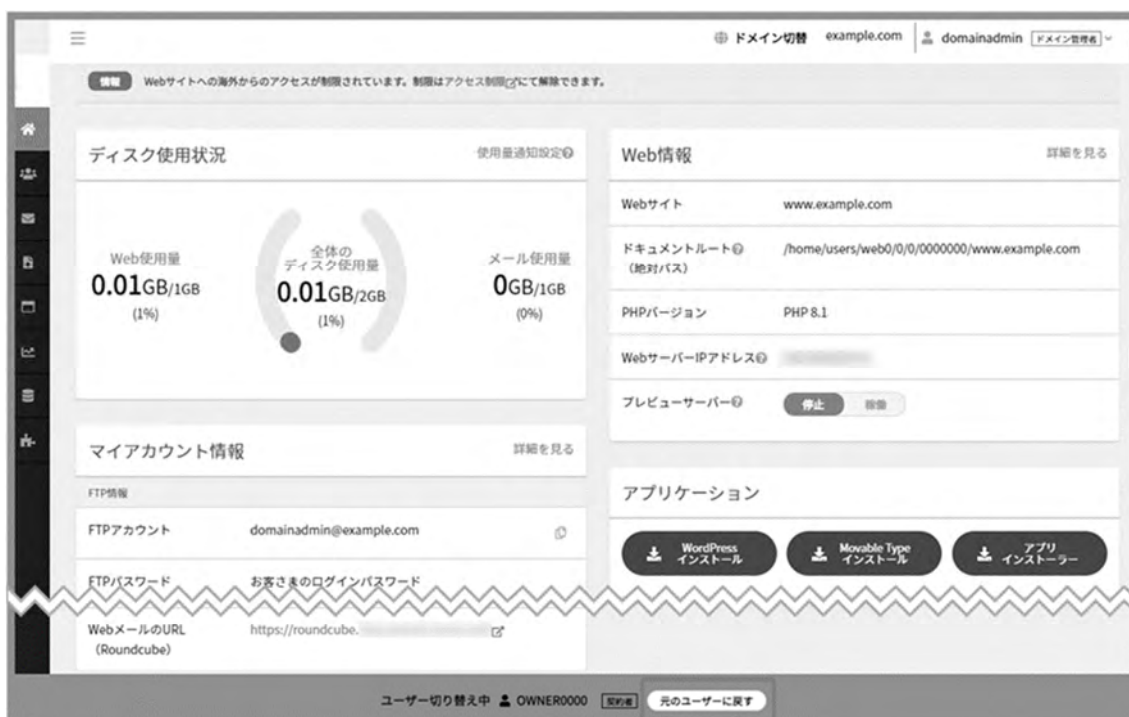 ドメイン切替 example.com domainadmin ドメイン管理者
情報 Webサイトへの海外からのアクセスが制限されています。制限はアクセス制限にて解除できます。
ディスク使用状況 使用量通知設定
Web使用量
0.01GB/1GB
(1%)
全体の
ディスク使用量
0.01GB/2GB
(1%)
メール使用量
0GB/1GB
(0%)
マイアカウント情報 詳細を見る
FTP情報
FTPアカウント domainadmin@example.com
FTPパスワード お客さまのログインパスワード
WebメールのURL https://roundcube.
（Roundcube）
Web情報 詳細を見る
Webサイト www.example.com
ドキュメントルート /home/users/web0/0/0/0000000/www.example.com
（絶対パス）
PHPバージョン PHP 8.1
WebサーバーIPアドレス
プレビューサーバー 停止 稼働
アプリケーション
WordPress
インストール
Movable Type
インストール
アプリ
インストーラー
ユーザー切り替え中 OWNER0000 契約者 元のユーザーに戻す